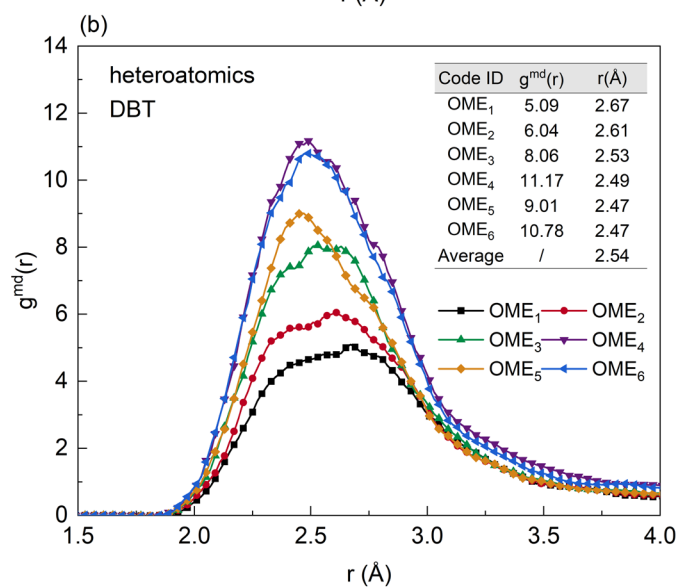 (b)
14
12
10
8
6
4
2
0
g^md(r)
heteroatomics
DBT
Code ID g^md(r) r(Å)
OME₁ 5.09 2.67
OME₂ 6.04 2.61
OME₃ 8.06 2.53
OME₄ 11.17 2.49
OME₅ 9.01 2.47
OME₆ 10.78 2.47
Average / 2.54
OME₁ OME₂
OME₃ OME₄
OME₅ OME₆
1.5 2.0 2.5 3.0 3.5 4.0
r (Å)